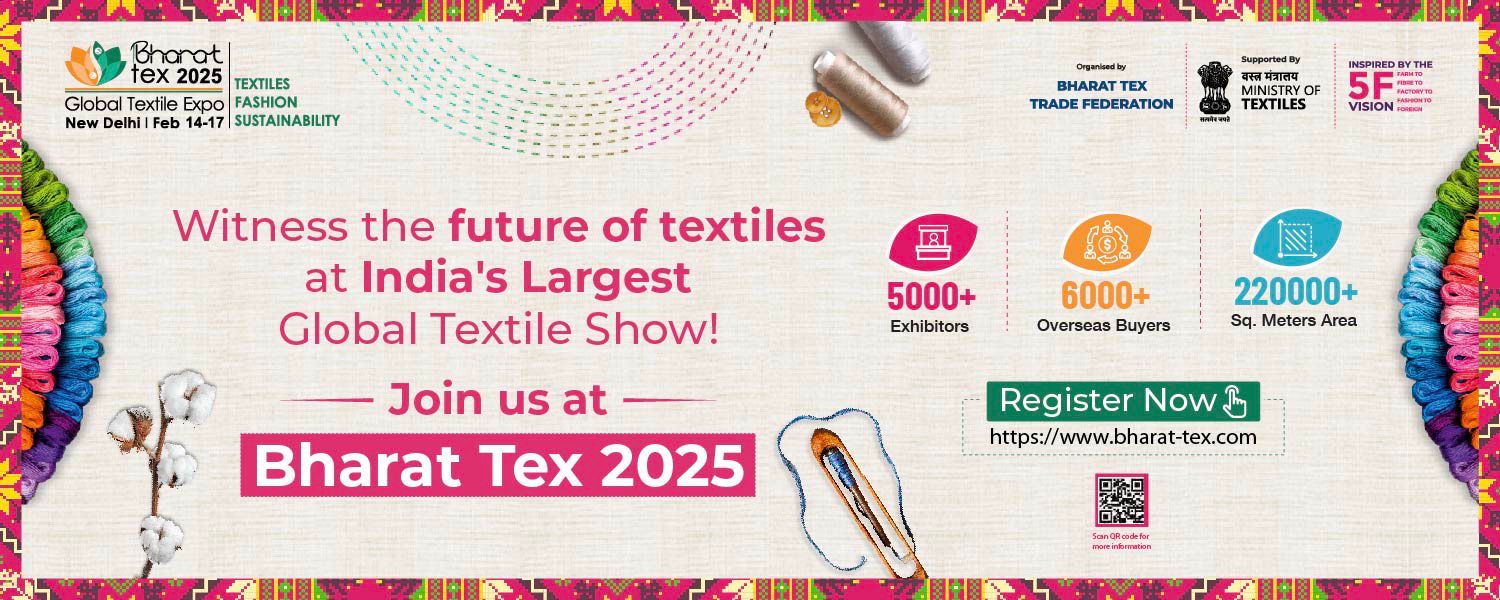 Bharat
tex 2025
Global Textile Expo
New Delhi | Feb 14-17
TEXTILES
FASHION
SUSTAINABILITY
Organised by
BHARAT TEX
TRADE FEDERATION
सत्यमेव जयते
Supported By
वस्त्र मंत्रालय
MINISTRY OF
TEXTILES
INSPIRED BY THE
5F
VISION
FARM TO
FIBRE TO
FACTORY TO
FASHION TO
FOREIGN
Witness the future of textiles
at India's Largest
Global Textile Show!
Join us at
Bharat Tex 2025
5000+
Exhibitors
6000+
Overseas Buyers
220000+
Sq. Meters Area
Register Now
https://www.bharat-tex.com
Scan QR code for
more information